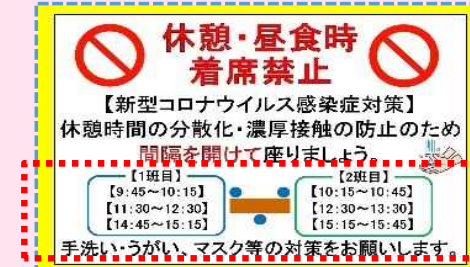 休憩・昼食時
着席禁止
【新型コロナウイルス感染症対策】
休憩時間の分散化・濃厚接触の防止のため
間隔を開けて座りましょう。
【1班目】
【9:45～10:15】
【11:30～12:30】
【14:45～15:15】
【2班目】
【10:15～10:45】
【12:30～13:30】
【15:15～15:45】
手洗い・うがい、マスク等の対策をお願いします。